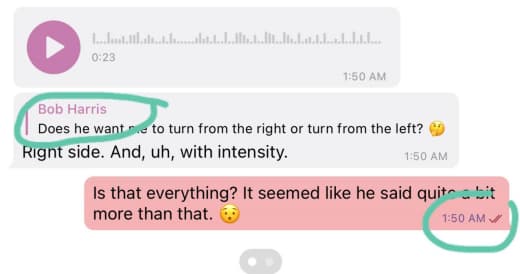 0:23
1:50 AM
Bob Harris
Does he want me to turn from the right or turn from the left? 🤔
Right side. And, uh, with intensity.
1:50 AM
Is that everything? It seemed like he said quite a bit
more than that. 😯
1:50 AM